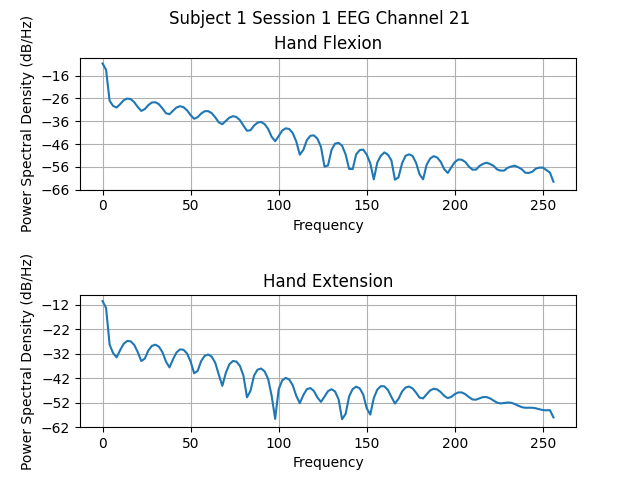 Subject 1 Session 1 EEG Channel 21
Hand Flexion
Power Spectral Density (dB/Hz)
−16
−26
−36
−46
−56
−66
0 50 100 150 200 250
Frequency
Hand Extension
Power Spectral Density (dB/Hz)
−12
−22
−32
−42
−52
−62
0 50 100 150 200 250
Frequency